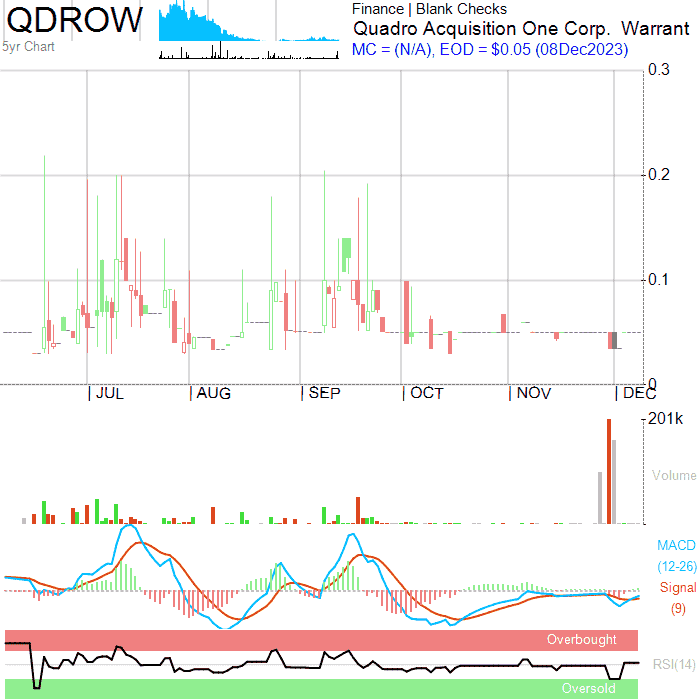 QDROW
5yr Chart
Finance | Blank Checks
Quadro Acquisition One Corp.  Warrant
MC = (N/A), EOD = $0.05 (08Dec2023)
0.3
0.2
0.1
0
JUL
AUG
SEP
OCT
NOV
DEC
201k
Volume
MACD
(12-26)
Signal
(9)
Overbought
RSI(14)
Oversold